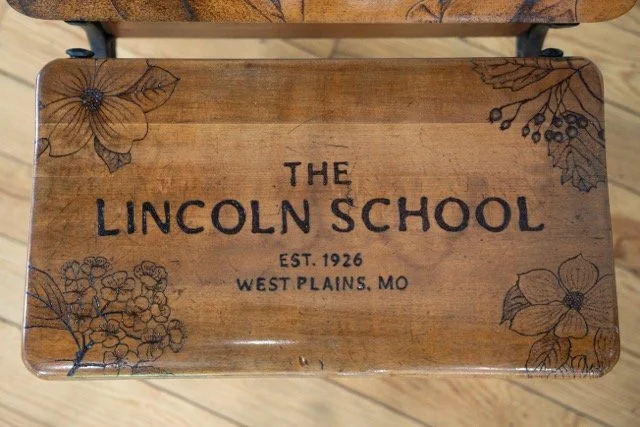 THE
LINCOLN SCHOOL
EST. 1926
WEST PLAINS, MO